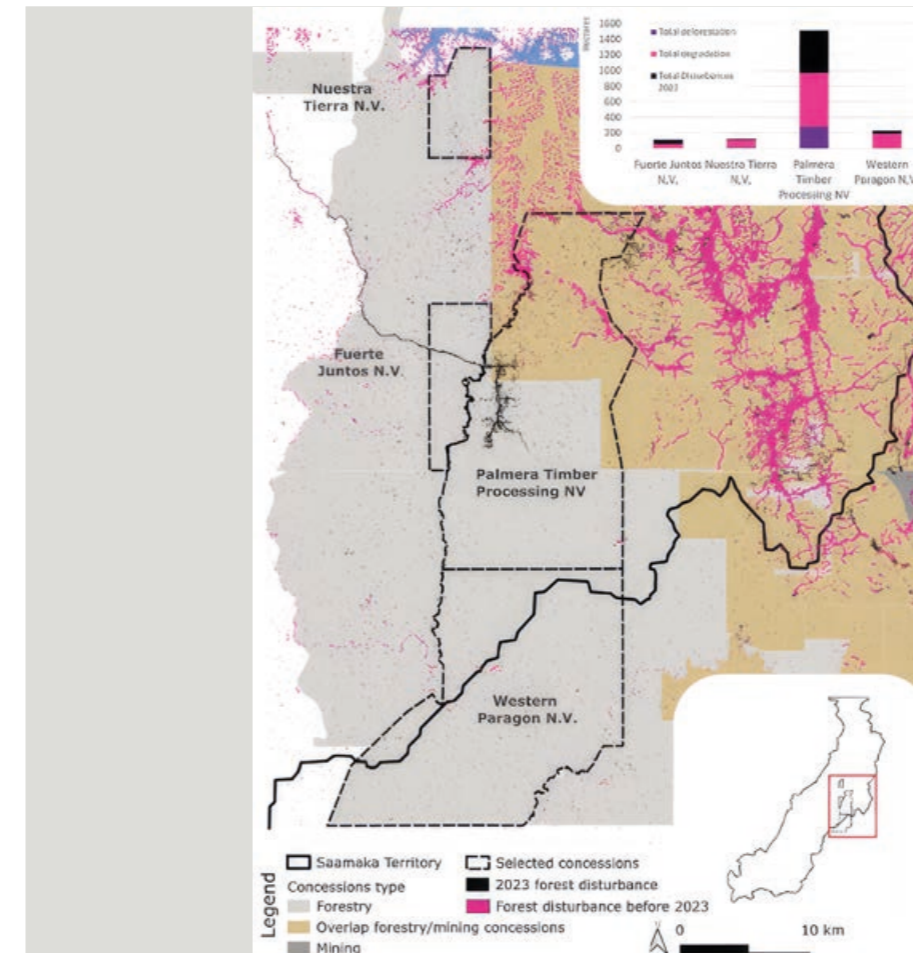 1600
1400
1200
1000
800
600
400
200
0
Total deforestation
Total degradation
Total Disturbances
2023
Fuerte Juntos
N.V.
Nuestra Tierra
N.V.
Palmera
Timber
Processing NV
Western
Paragon N.V.
Nuestra
Tierra N.V.
Fuerte
Juntos N.V.
Palmera Timber
Processing NV
Western
Paragon N.V.
Legend
Saamaka Territory
Concessions type
Forestry
Overlap forestry/mining concessions
Mining
Selected concessions
2023 forest disturbance
Forest disturbance before 2023
N
0 10 km